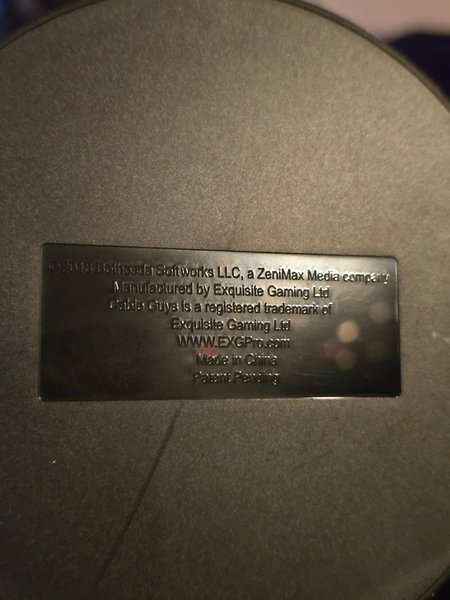 ©2018 Bethesda Softworks LLC, a ZeniMax Media company
Manufactured by Exquisite Gaming Ltd
Cable Guys is a registered trademark of
Exquisite Gaming Ltd
WWW.EXGPro.com
Made in China
Patent Pending